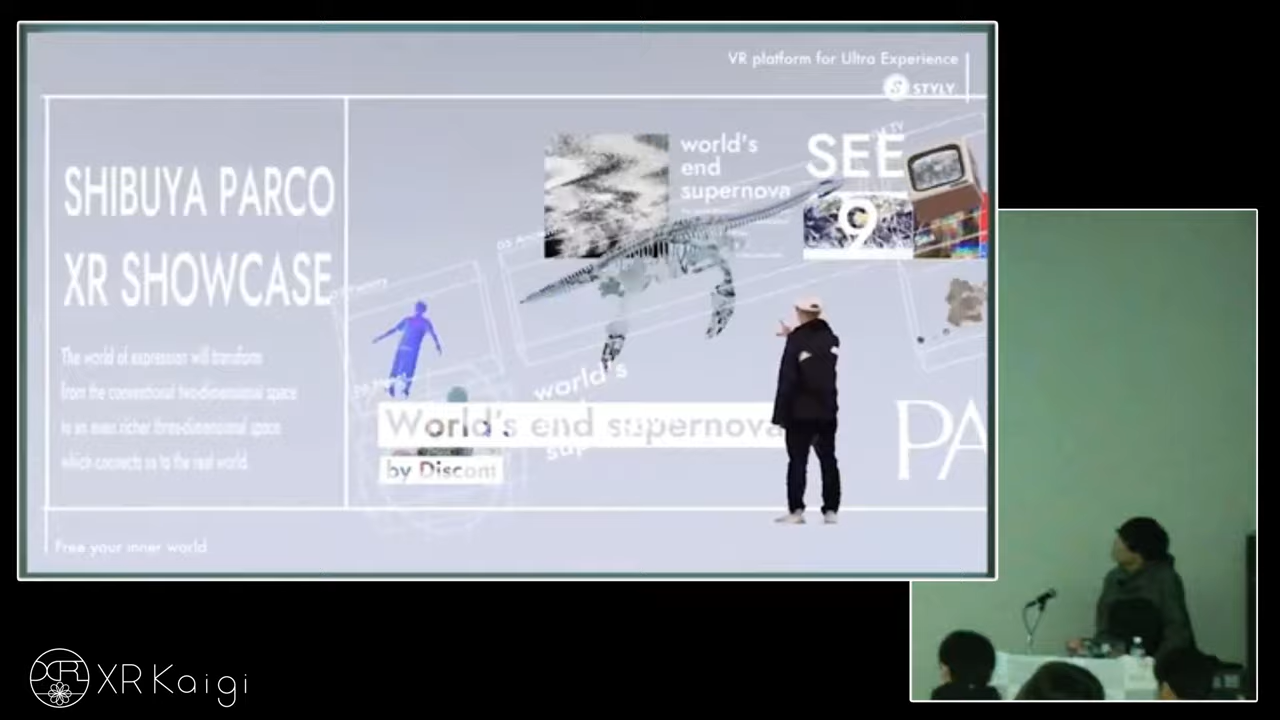 VR platform for Ultra Experience
STYLY
SHIBUYA PARCO
XR SHOWCASE
The world of expression will transform
from the conventional two-dimensional space
to an even richer three-dimensional space
which connects us to the real world.
world's
end
supernova
SEE
9
world's
World's end supernova
by Discont
PA
Free your inner world
XR Kaigi